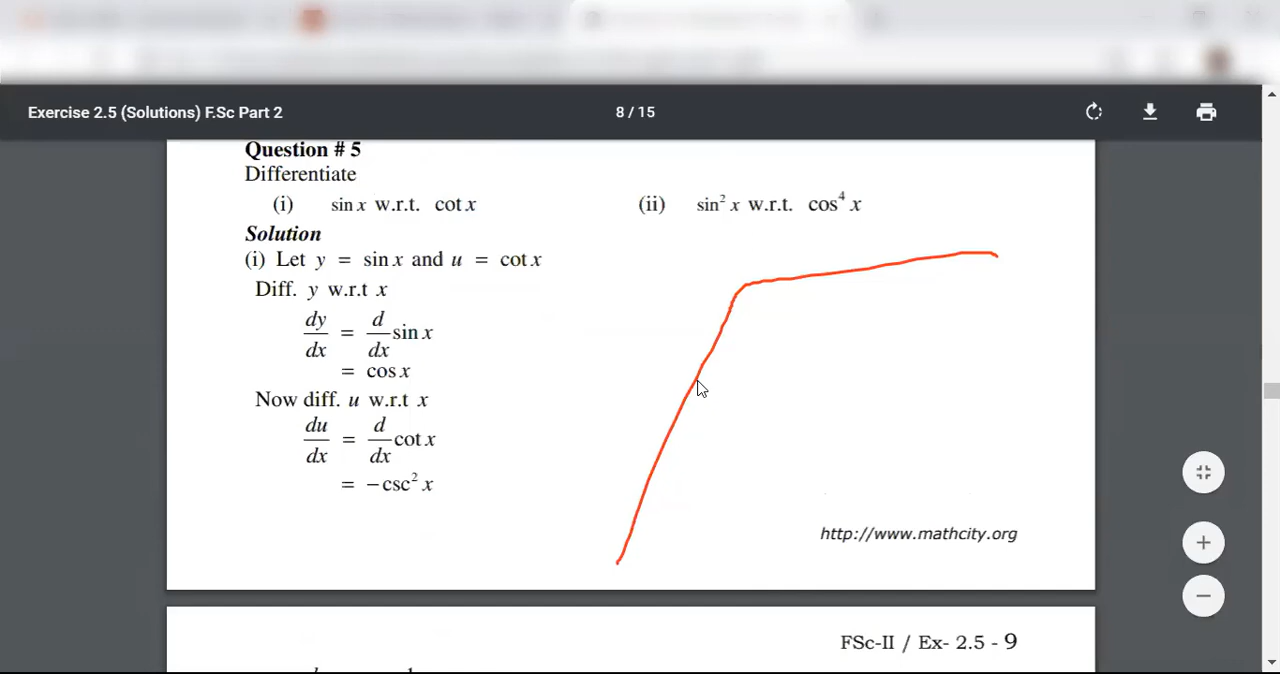 Exercise 2.5 (Solutions) F.Sc Part 2 8 / 15
Question # 5
Differentiate
(i) sin x w.r.t. cot x (ii) sin² x w.r.t. cos⁴ x
Solution
(i) Let y = sin x and u = cot x
Diff. y w.r.t x
dy/dx = d/dx sin x
= cos x
Now diff. u w.r.t x
du/dx = d/dx cot x
= −csc² x
http://www.mathcity.org
FSc-II / Ex- 2.5 - 9